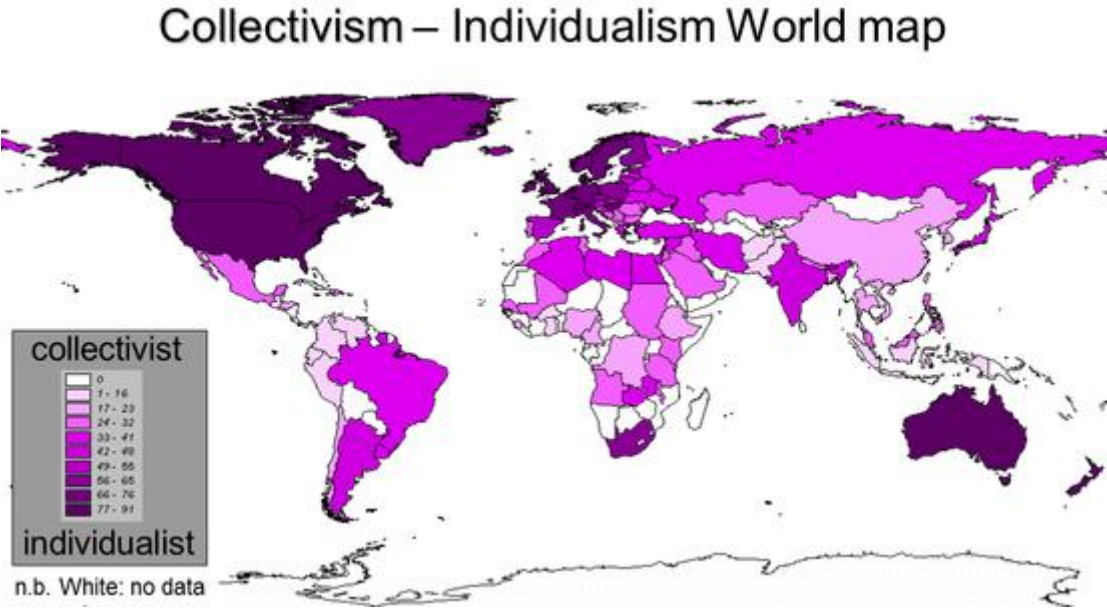 Collectivism – Individualism World map
collectivist
0
1 - 16
17 - 23
24 - 32
33 - 41
42 - 48
49 - 55
56 - 65
66 - 76
77 - 91
individualist
n.b. White: no data